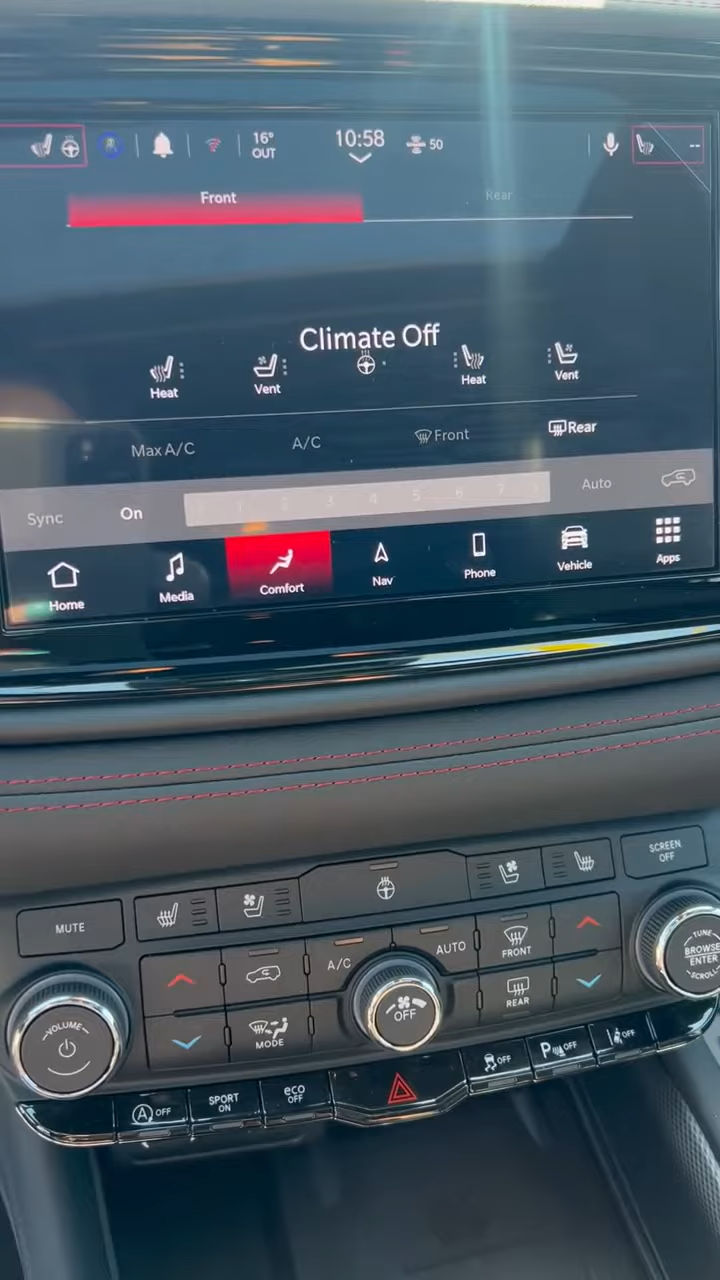 16°
OUT
10:58
50
--
Front
Rear
Climate Off
Heat
Vent
Heat
Vent
Max A/C
A/C
Front
Rear
Sync
On
1 2 3 4 5 6 7
Auto
Home
Media
Comfort
Nav
Phone
Vehicle
Apps
SCREEN
OFF
MUTE
A/C
AUTO
FRONT
TUNE
BROWSE
ENTER
SCROLL
REAR
VOLUME
MODE
OFF
A OFF
SPORT
ON
eco
OFF
OFF
P OFF
OFF